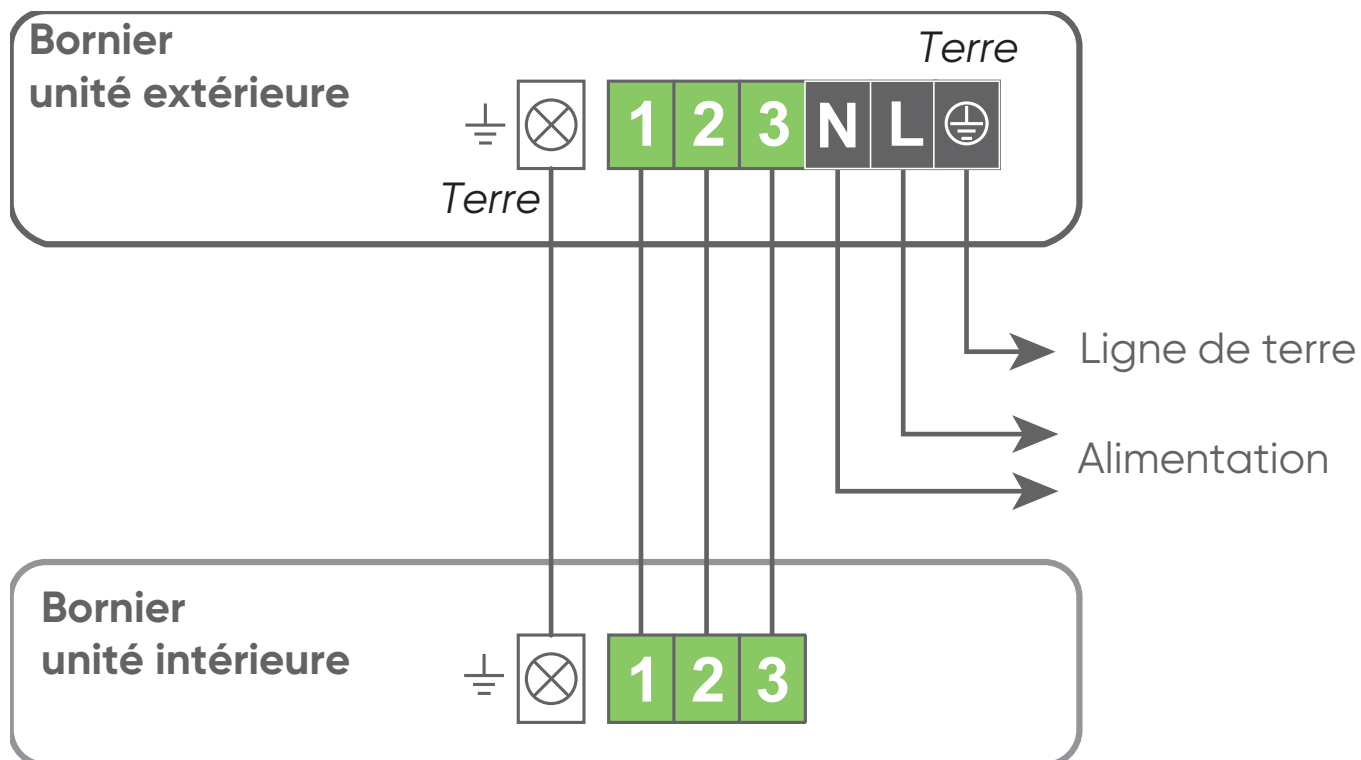 Bornier
unité extérieure
Terre
1 2 3 N L
Terre
Ligne de terre
Alimentation
Bornier
unité intérieure
1 2 3